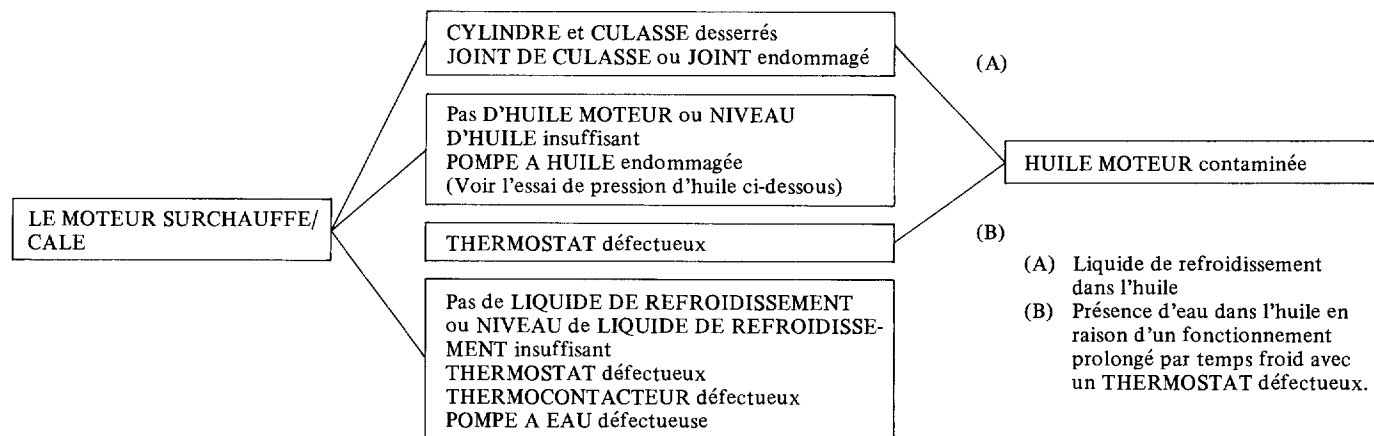 LE MOTEUR SURCHAUFFE/
CALE
CYLINDRE et CULASSE desserrés
JOINT DE CULASSE ou JOINT endommagé
Pas D'HUILE MOTEUR ou NIVEAU
D'HUILE insuffisant
POMPE A HUILE endommagée
(Voir l'essai de pression d'huile ci-dessous)
THERMOSTAT défectueux
Pas de LIQUIDE DE REFROIDISSEMENT
ou NIVEAU de LIQUIDE DE REFROIDISSE-
MENT insuffisant
THERMOSTAT défectueux
THERMOCONTACTEUR défectueux
POMPE A EAU défectueuse
(A)
HUILE MOTEUR contaminée
(B)
(A) Liquide de refroidissement
dans l'huile
(B) Présence d'eau dans l'huile en
raison d'un fonctionnement
prolongé par temps froid avec
un THERMOSTAT défectueux.